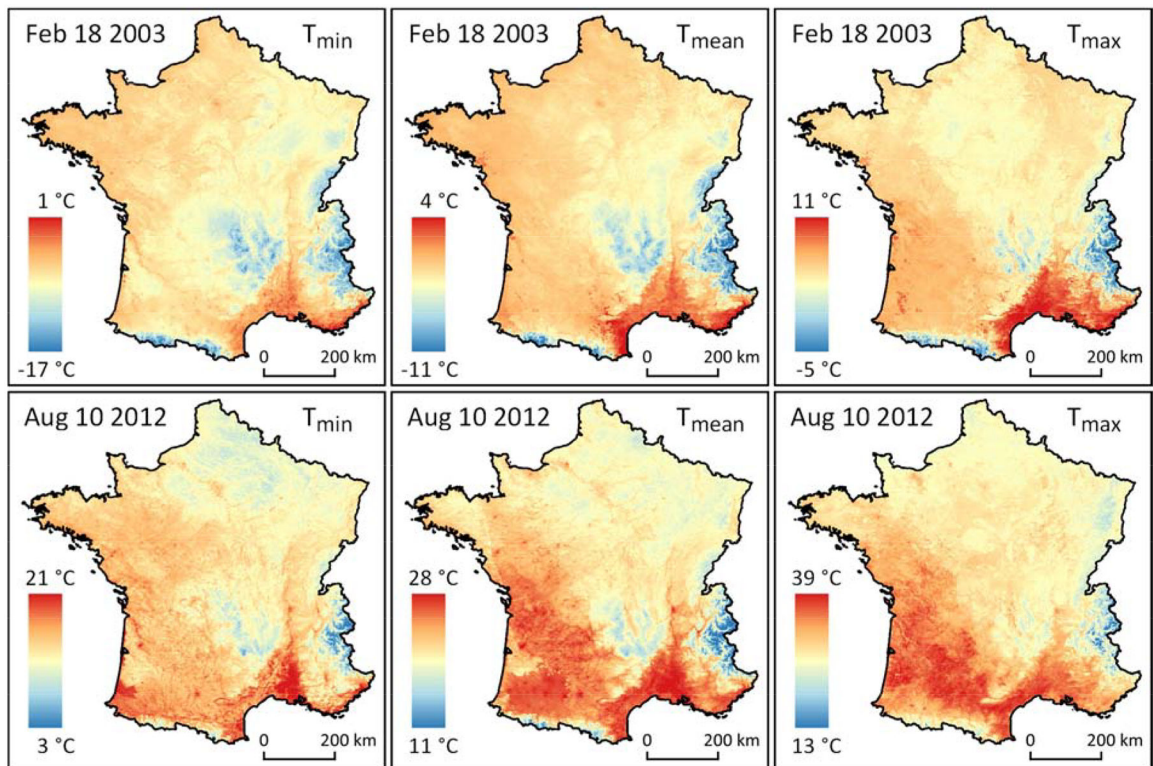 Feb 18 2003 Tmin
1 °C
-17 °C
0 200 km
Feb 18 2003 Tmean
4 °C
-11 °C
0 200 km
Feb 18 2003 Tmax
11 °C
-5 °C
0 200 km
Aug 10 2012 Tmin
21 °C
3 °C
0 200 km
Aug 10 2012 Tmean
28 °C
11 °C
0 200 km
Aug 10 2012 Tmax
39 °C
13 °C
0 200 km